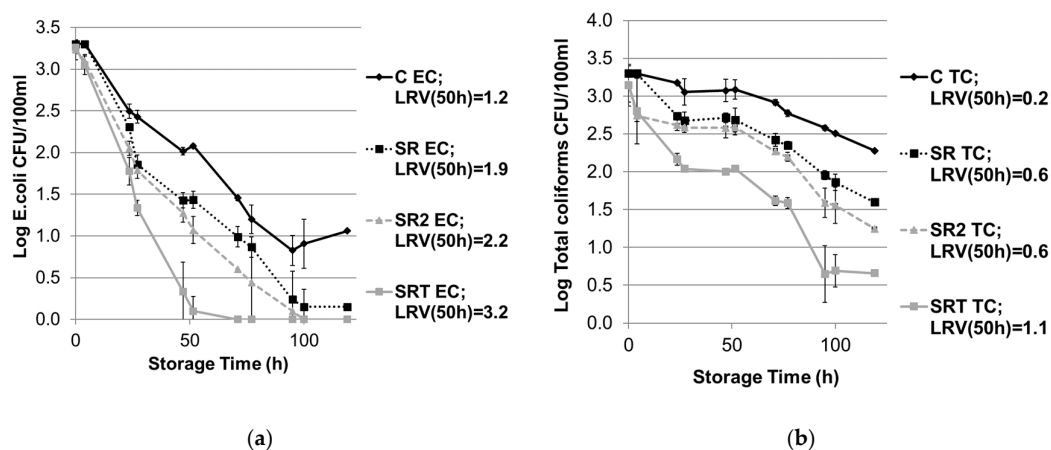 Log E.coli CFU/100ml
3.5
3.0
2.5
2.0
1.5
1.0
0.5
0.0
0
50
100
Storage Time (h)
C EC;
LRV(50h)=1.2
SR EC;
LRV(50h)=1.9
SR2 EC;
LRV(50h)=2.2
SRT EC;
LRV(50h)=3.2
(a)
Log Total coliforms CFU/100ml
4.0
3.5
3.0
2.5
2.0
1.5
1.0
0.5
0.0
0
50
100
Storage Time (h)
C TC;
LRV(50h)=0.2
SR TC;
LRV(50h)=0.6
SR2 TC;
LRV(50h)=0.6
SRT TC;
LRV(50h)=1.1
(b)